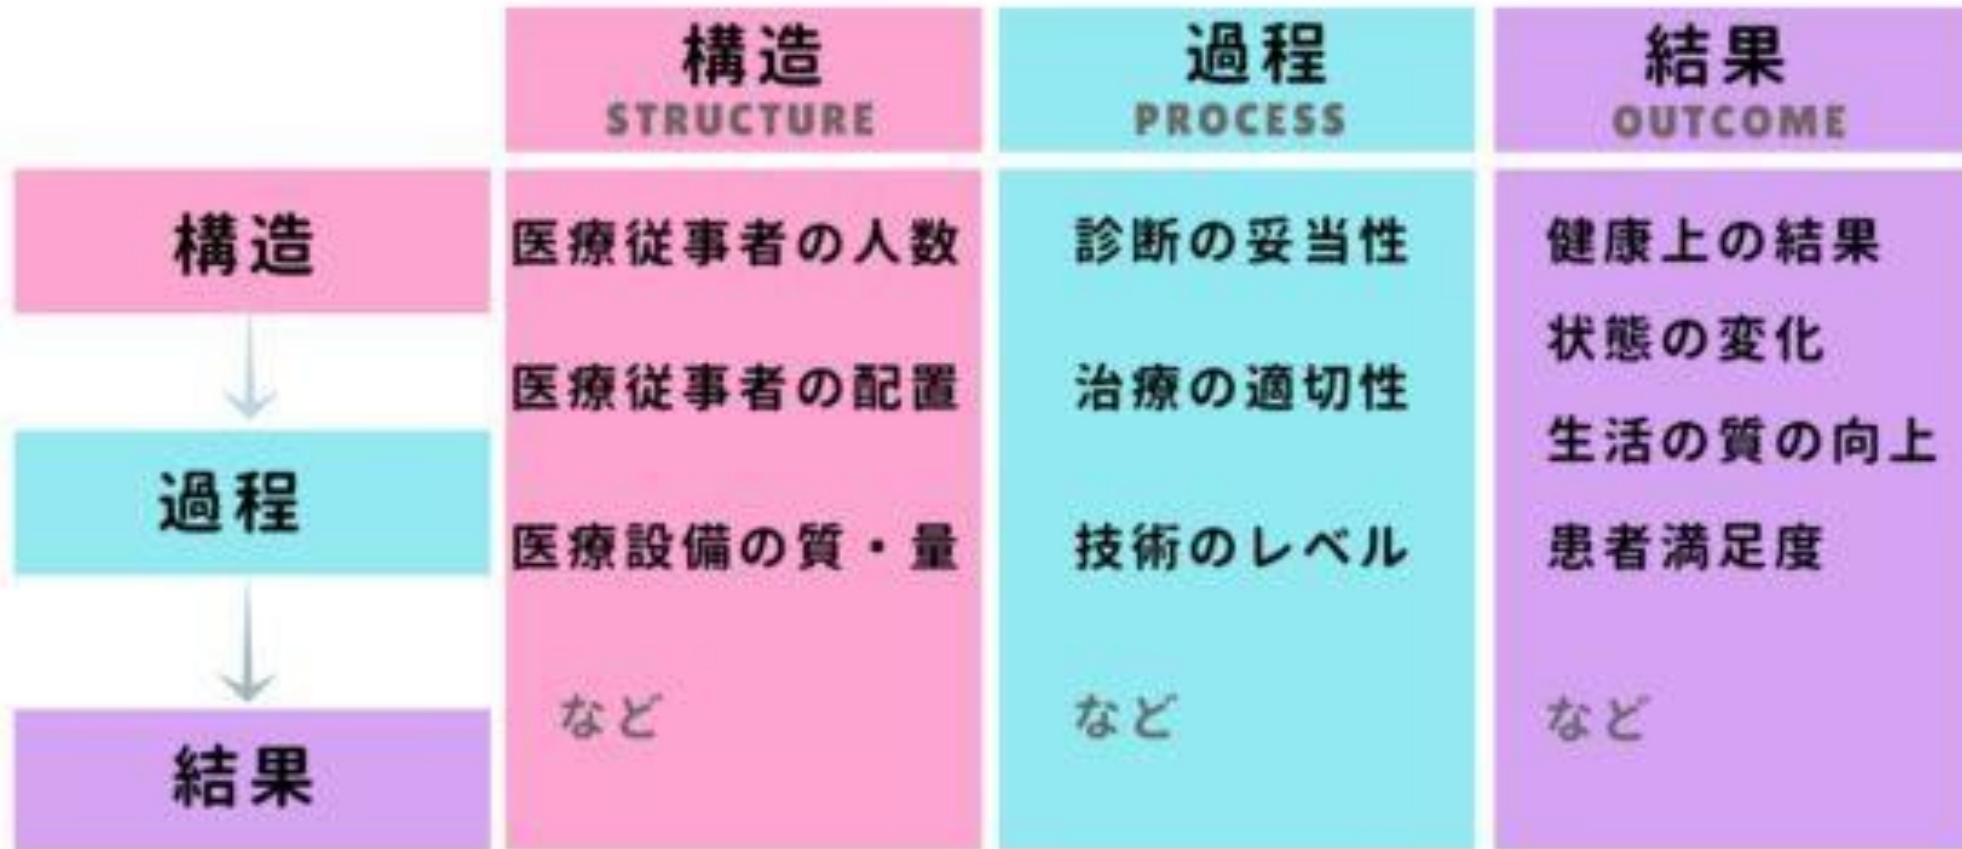 構造
STRUCTURE
過程
PROCESS
結果
OUTCOME
構造
過程
結果
医療従事者の人数
医療従事者の配置
医療設備の質・量
など
診断の妥当性
治療の適切性
技術のレベル
など
健康上の結果
状態の変化
生活の質の向上
患者満足度
など